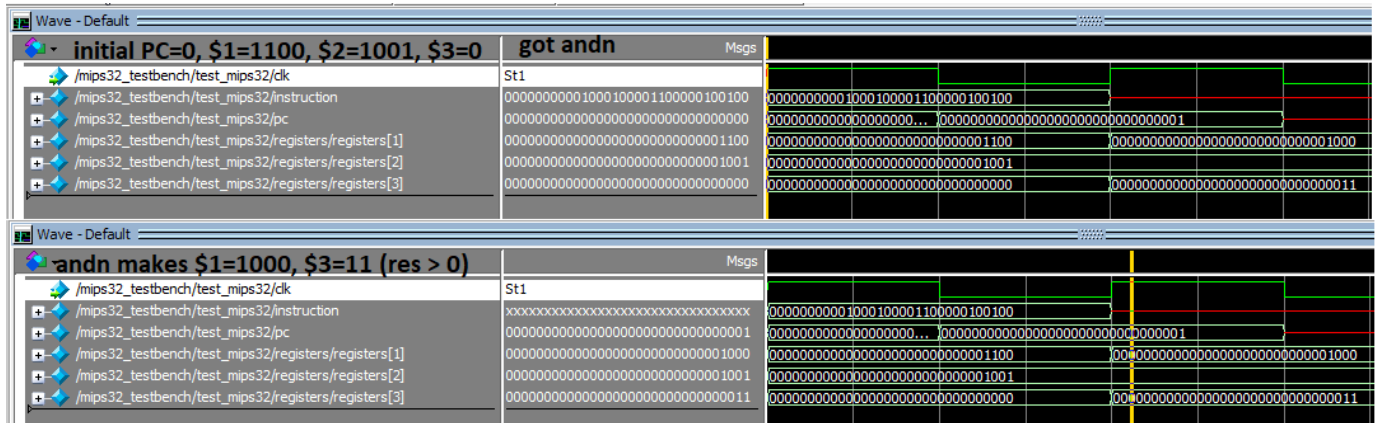 Wave - Default
initial PC=0, $1=1100, $2=1001, $3=0 got andn Msgs
/mips32_testbench/test_mips32/clk St1
/mips32_testbench/test_mips32/instruction 00000000001000100001100000100100 00000000001000100001100000100100
/mips32_testbench/test_mips32/pc 00000000000000000000000000000000 0000000000000000000... 00000000000000000000000000000001
/mips32_testbench/test_mips32/registers/registers[1] 00000000000000000000000000001100 00000000000000000000000000001100 00000000000000000000000000001000
/mips32_testbench/test_mips32/registers/registers[2] 00000000000000000000000000001001 00000000000000000000000000001001
/mips32_testbench/test_mips32/registers/registers[3] 00000000000000000000000000000000 00000000000000000000000000000000 00000000000000000000000000000011
Wave - Default
andn makes $1=1000, $3=11 (res > 0) Msgs
/mips32_testbench/test_mips32/clk St1
/mips32_testbench/test_mips32/instruction xxxxxxxxxxxxxxxxxxxxxxxxxxxxxxxx 00000000001000100001100000100100
/mips32_testbench/test_mips32/pc 00000000000000000000000000000001 0000000000000000000... 00000000000000000000000000000001
/mips32_testbench/test_mips32/registers/registers[1] 00000000000000000000000000001000 00000000000000000000000000001100 00000000000000000000000000001000
/mips32_testbench/test_mips32/registers/registers[2] 00000000000000000000000000001001 00000000000000000000000000001001
/mips32_testbench/test_mips32/registers/registers[3] 00000000000000000000000000000011 00000000000000000000000000000000 00000000000000000000000000000011